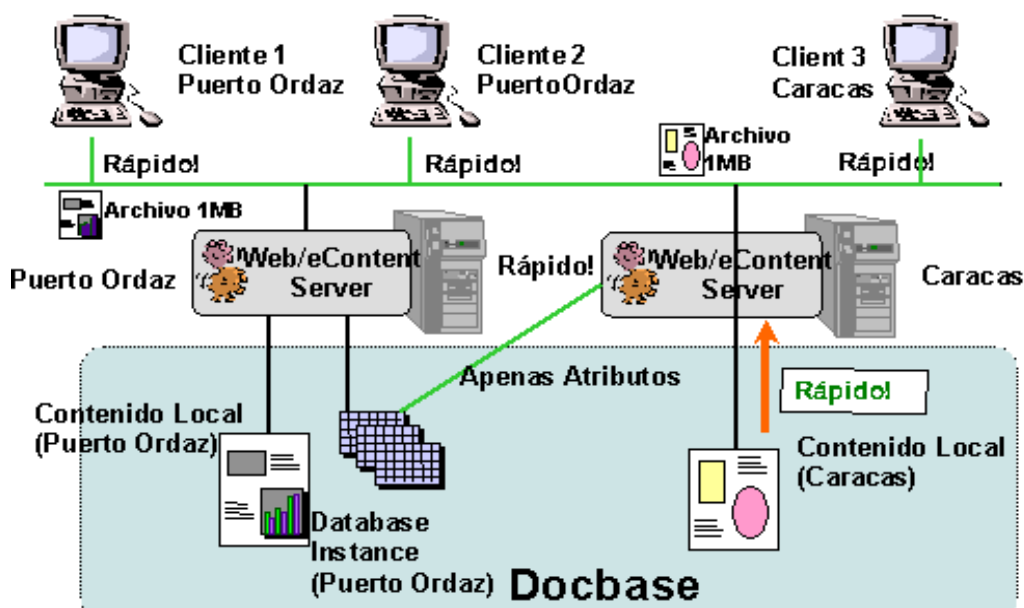 Cliente 1
Puerto Ordaz
Cliente 2
PuertoOrdaz
Client 3
Caracas
Rápido!
Rápido!
Archivo
1MB
Rápido!
Archivo 1MB
Puerto Ordaz
Web/eContent
Server
Rápido!
Web/eContent
Server
Caracas
Apenas Atributos
Rápido!
Contenido Local
(Puerto Ordaz)
Contenido Local
(Caracas)
Database
Instance
(Puerto Ordaz)
Docbase